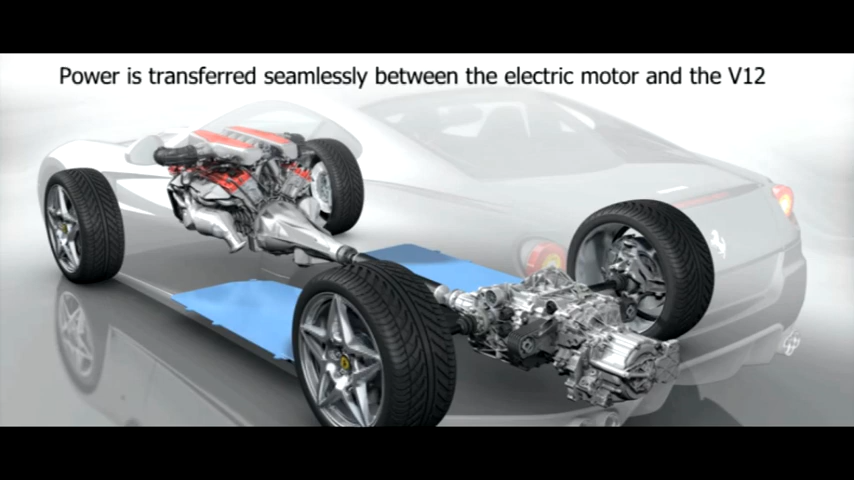 Power is transferred seamlessly between the electric motor and the V12